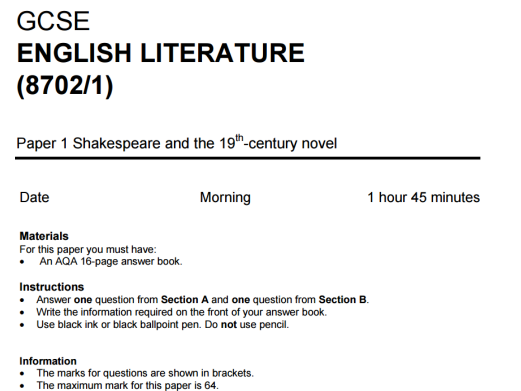 GCSE
ENGLISH LITERATURE
(8702/1)
Paper 1 Shakespeare and the 19th-century novel
Date Morning 1 hour 45 minutes
Materials
For this paper you must have:
• An AQA 16-page answer book.
Instructions
• Answer one question from Section A and one question from Section B.
• Write the information required on the front of your answer book.
• Use black ink or black ballpoint pen. Do not use pencil.
Information
• The marks for questions are shown in brackets.
• The maximum mark for this paper is 64.